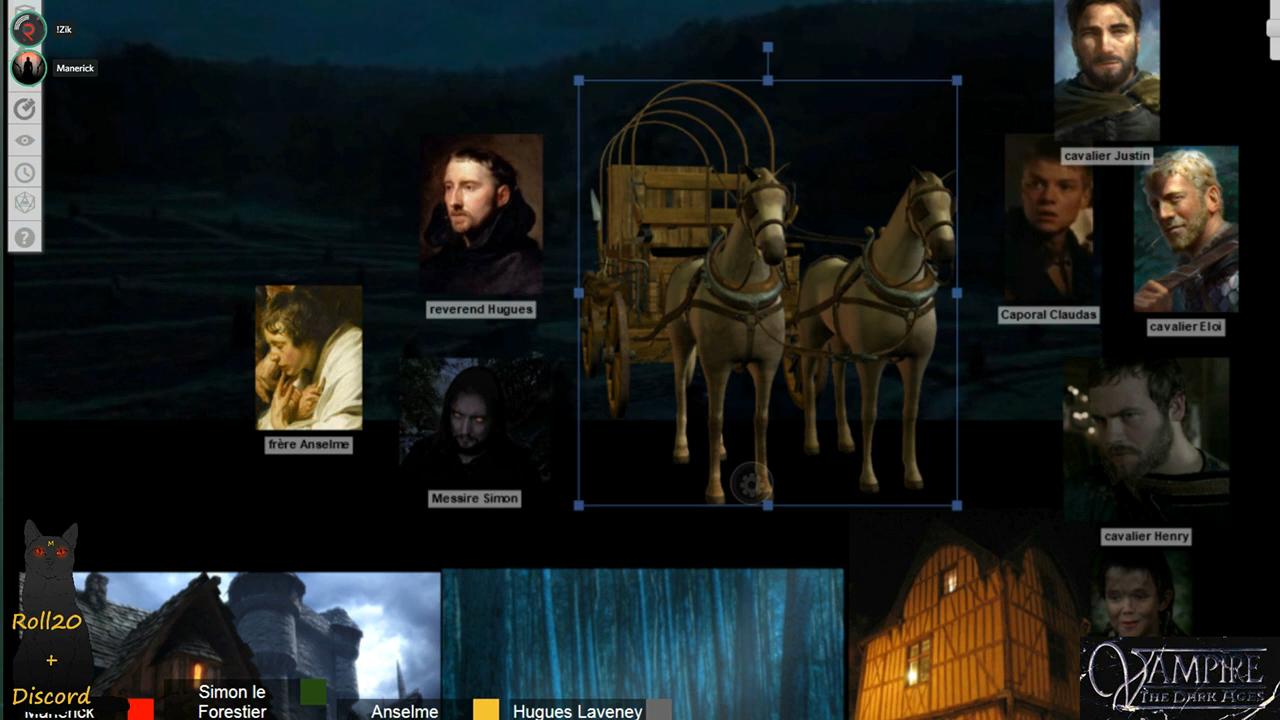 !Zik
Manerick
cavalier Justin
reverend Hugues
Caporal Claudas
cavalier Eloi
frère Anselme
Messire Simon
cavalier Henry
M
Roll20
+
Discord
Manerick
Simon le
Forestier
Anselme
Hugues Laveney
VAMPIRE
THE DARK AGES
?